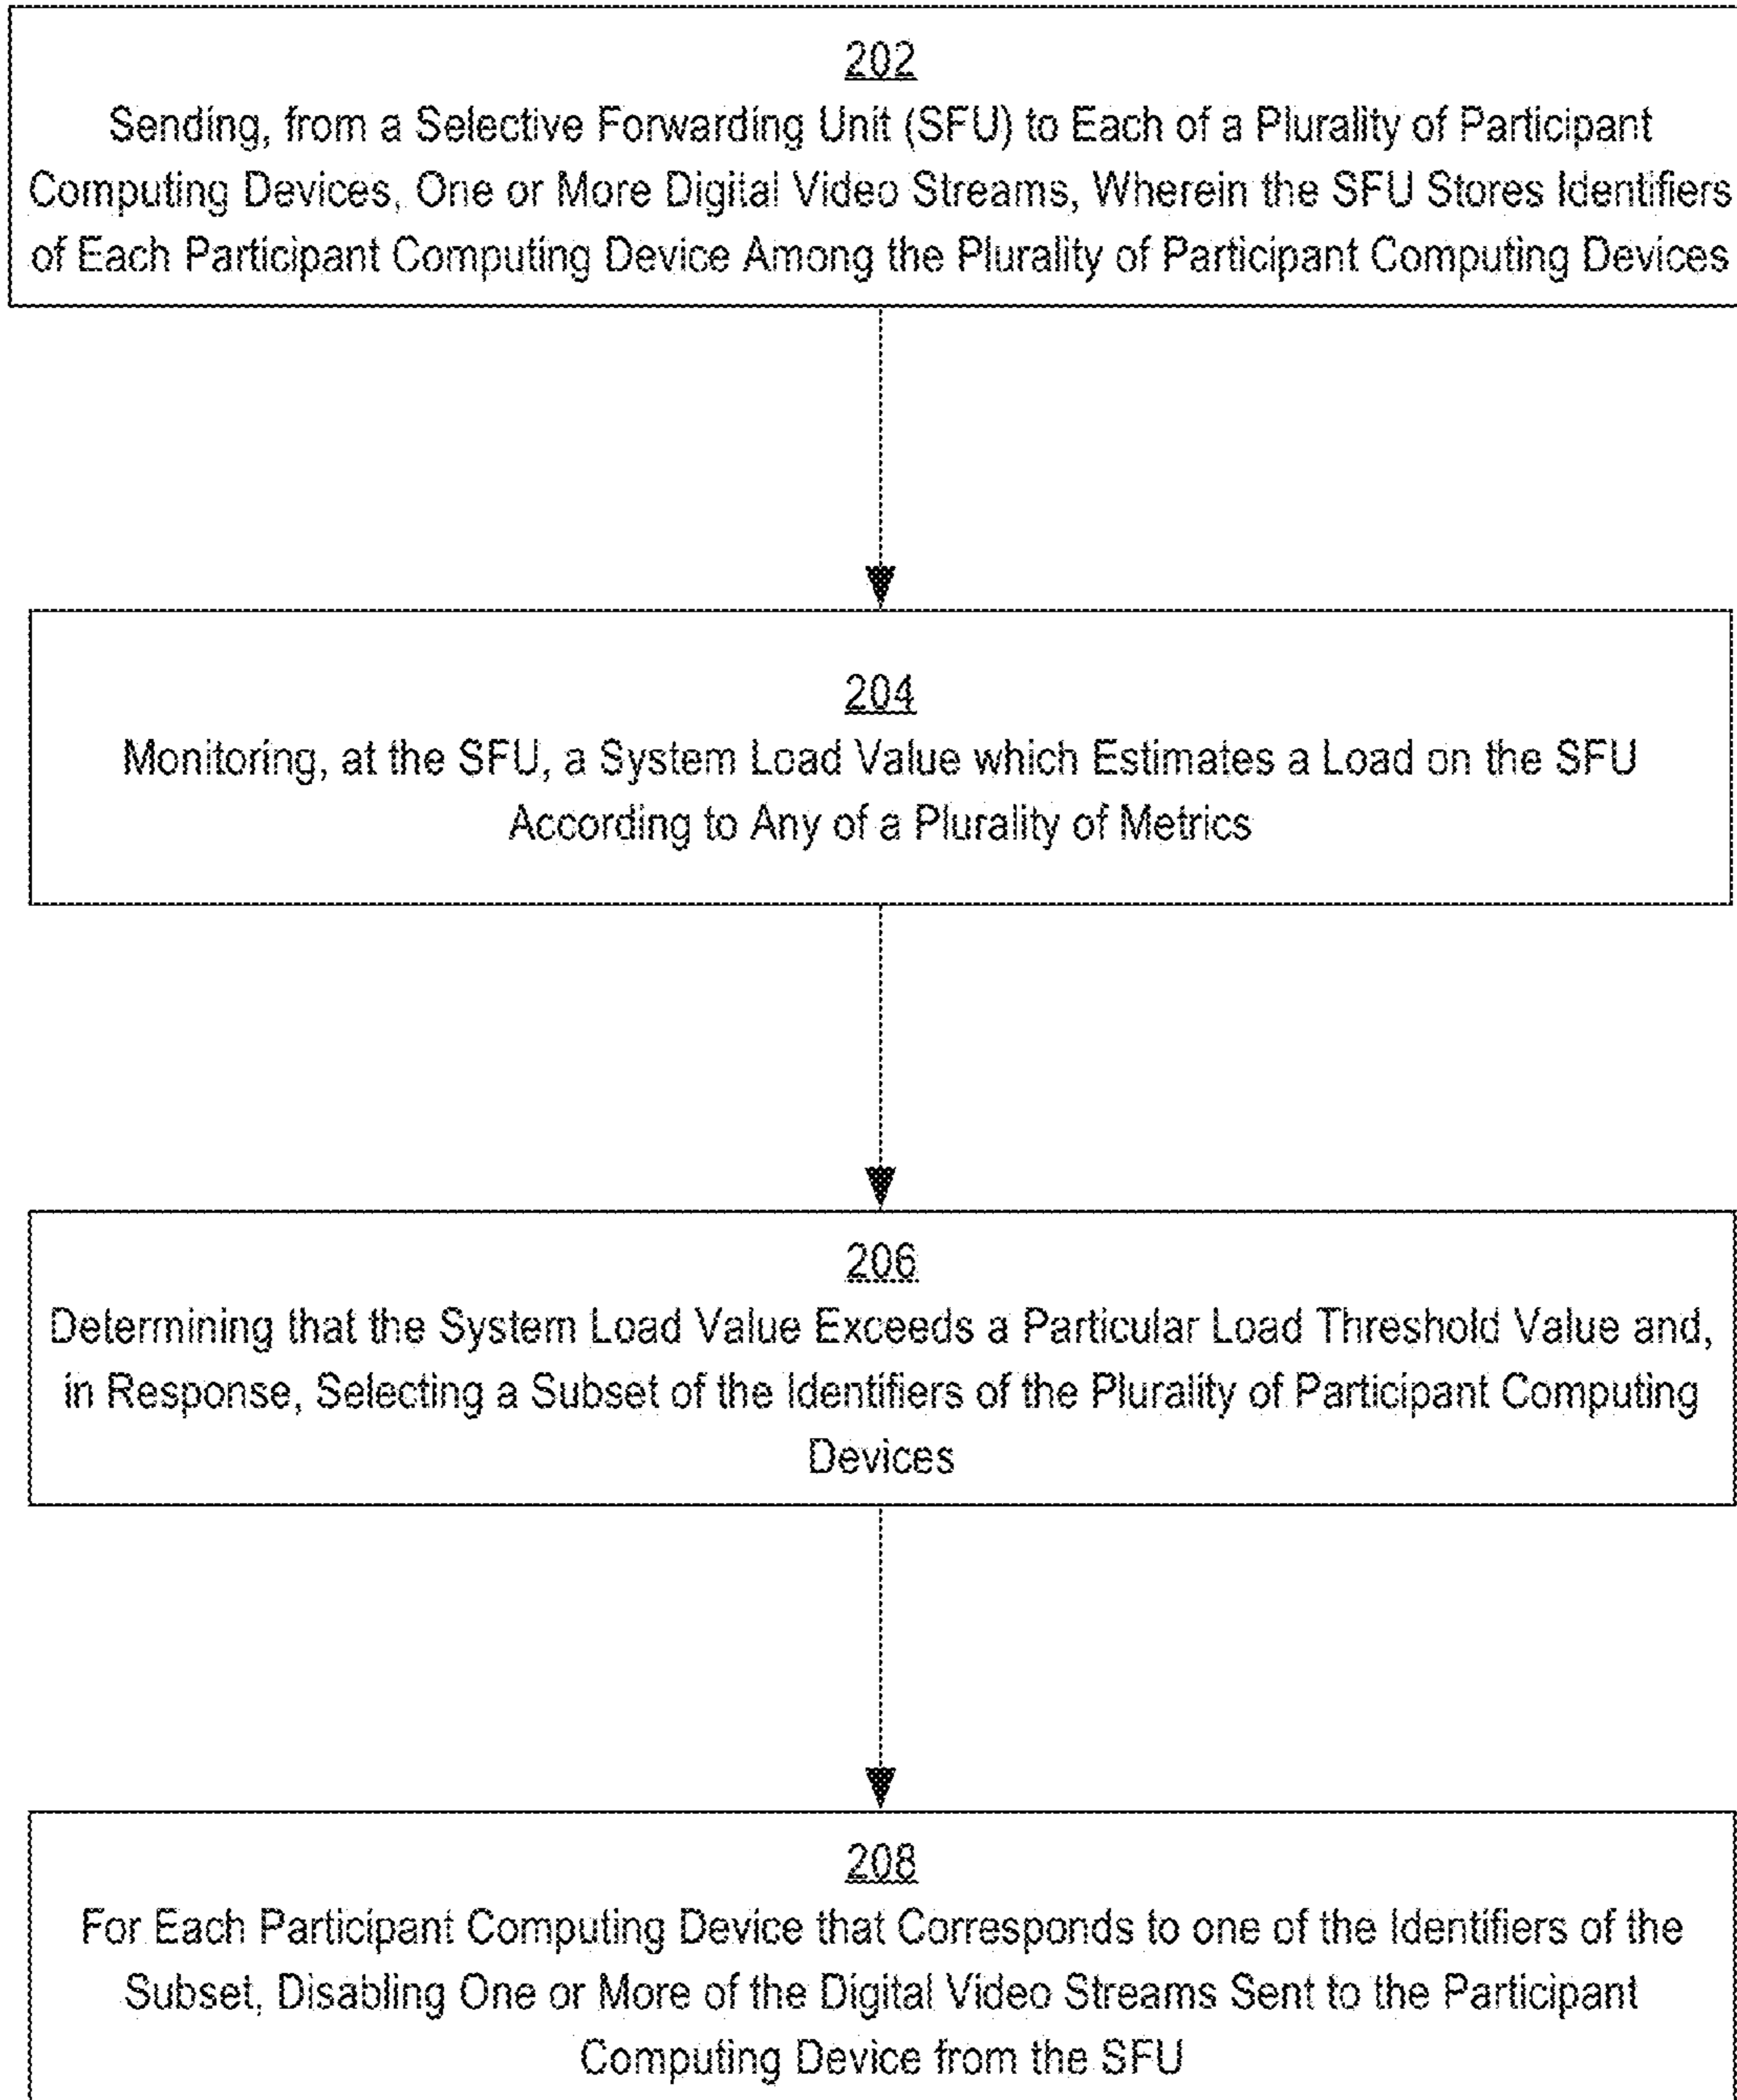 202
Sending, from a Selective Forwarding Unit (SFU) to Each of a Plurality of Participant
Computing Devices, One or More Digital Video Streams, Wherein the SFU Stores Identifiers
of Each Participant Computing Device Among the Plurality of Participant Computing Devices
204
Monitoring, at the SFU, a System Load Value which Estimates a Load on the SFU
According to Any of a Plurality of Metrics
206
Determining that the System Load Value Exceeds a Particular Load Threshold Value and,
in Response, Selecting a Subset of the Identifiers of the Plurality of Participant Computing
Devices
208
For Each Participant Computing Device that Corresponds to one of the Identifiers of the
Subset, Disabling One or More of the Digital Video Streams Sent to the Participant
Computing Device from the SFU